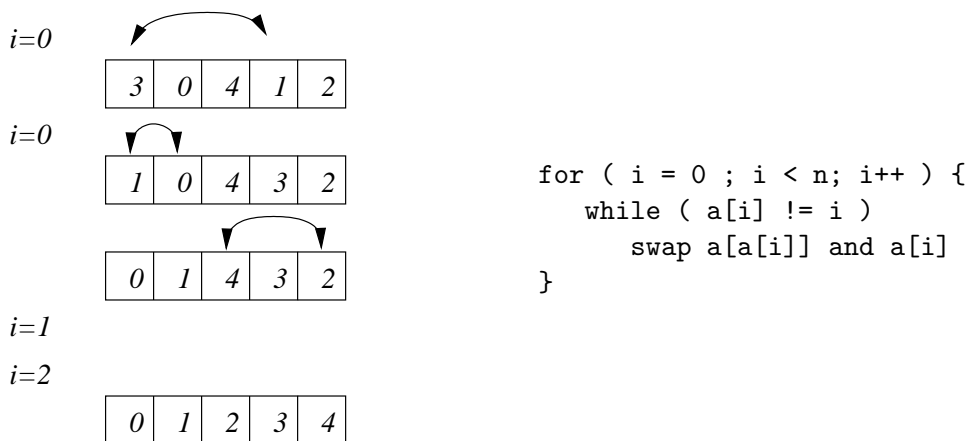 i=0
3 0 4 1 2
i=0
1 0 4 3 2
0 1 4 3 2
i=1
i=2
0 1 2 3 4
for ( i = 0 ; i < n; i++ ) {
   while ( a[i] != i )
      swap a[a[i]] and a[i]
}